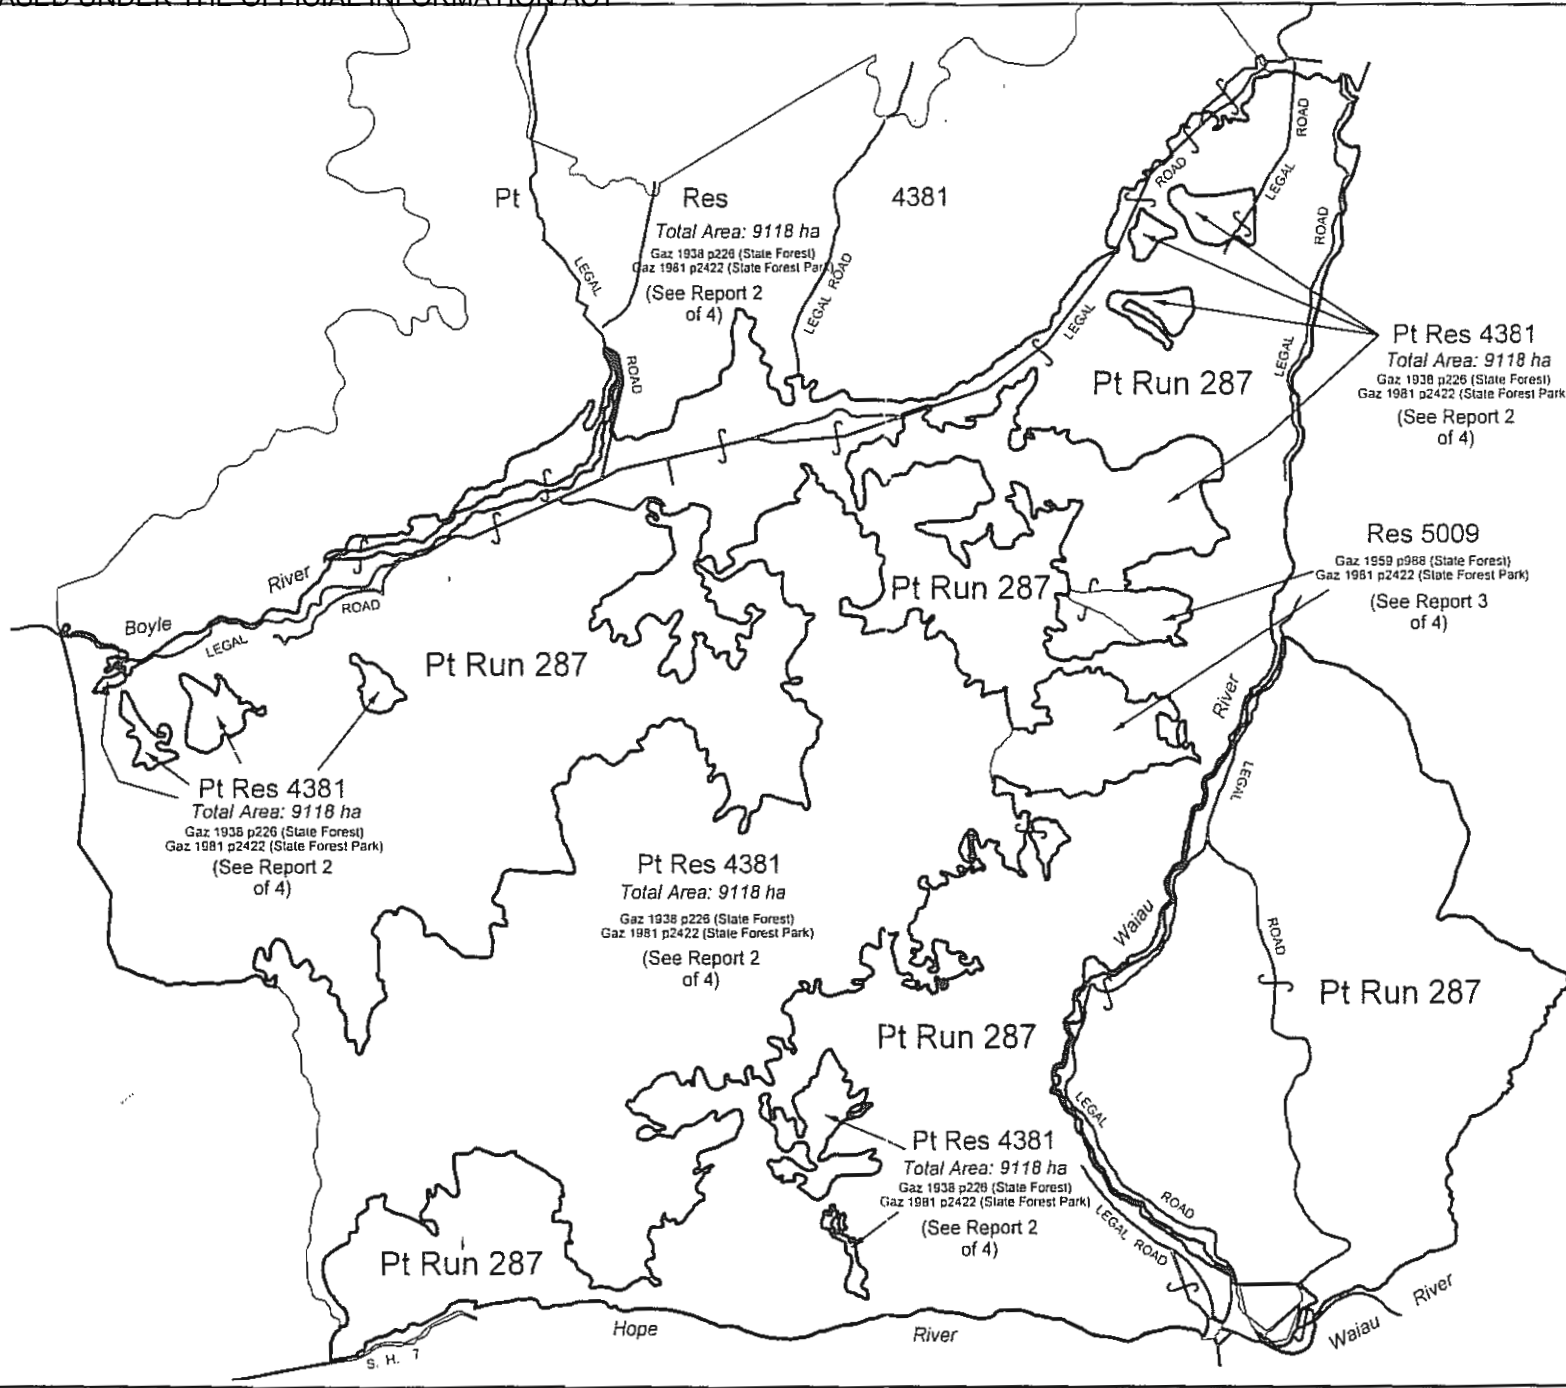 Pt
Res
4381
Total Area: 9118 ha
Gaz 1938 p226 (State Forest)
Gaz 1981 p2422 (State Forest Park)
(See Report 2
of 4)
LEGAL
ROAD
LEGAL ROAD
ROAD
LEGAL
ROAD
LEGAL
ROAD
LEGAL
Pt Run 287
Pt Res 4381
Total Area: 9118 ha
Gaz 1938 p226 (State Forest)
Gaz 1981 p2422 (State Forest Park
(See Report 2
of 4)
Res 5009
Gaz 1959 p988 (State Forest)
Gaz 1981 p2422 (State Forest Park)
(See Report 3
of 4)
Pt Run 287
River
Boyle
ROAD
LEGAL
Pt Run 287
Pt Res 4381
Total Area: 9118 ha
Gaz 1938 p226 (State Forest)
Gaz 1981 p2422 (State Forest Park)
(See Report 2
of 4)
Pt Res 4381
Total Area: 9118 ha
Gaz 1938 p226 (State Forest)
Gaz 1981 p2422 (State Forest Park)
(See Report 2
of 4)
River
LEGAL
Waiau
ROAD
Pt Run 287
Pt Run 287
LEGAL
Pt Res 4381
Total Area: 9118 ha
Gaz 1938 p226 (State Forest)
Gaz 1981 p2422 (State Forest Park)
(See Report 2
of 4)
ROAD
LEGAL ROAD
Pt Run 287
Hope
River
S. H. 7
Waiau
River